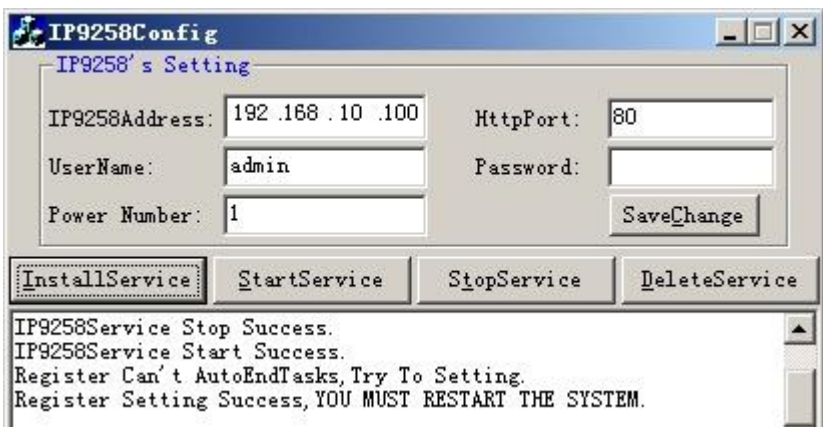 IP9258Config
IP9258's Setting
IP9258Address: 192 .168 . 10 .100 HttpPort: 80
UserName: admin Password:
Power Number: 1 SaveChange
InstallService StartService StopService DeleteService
IP9258Service Stop Success.
IP9258Service Start Success.
Register Can't AutoEndTasks,Try To Setting.
Register Setting Success,YOU MUST RESTART THE SYSTEM.